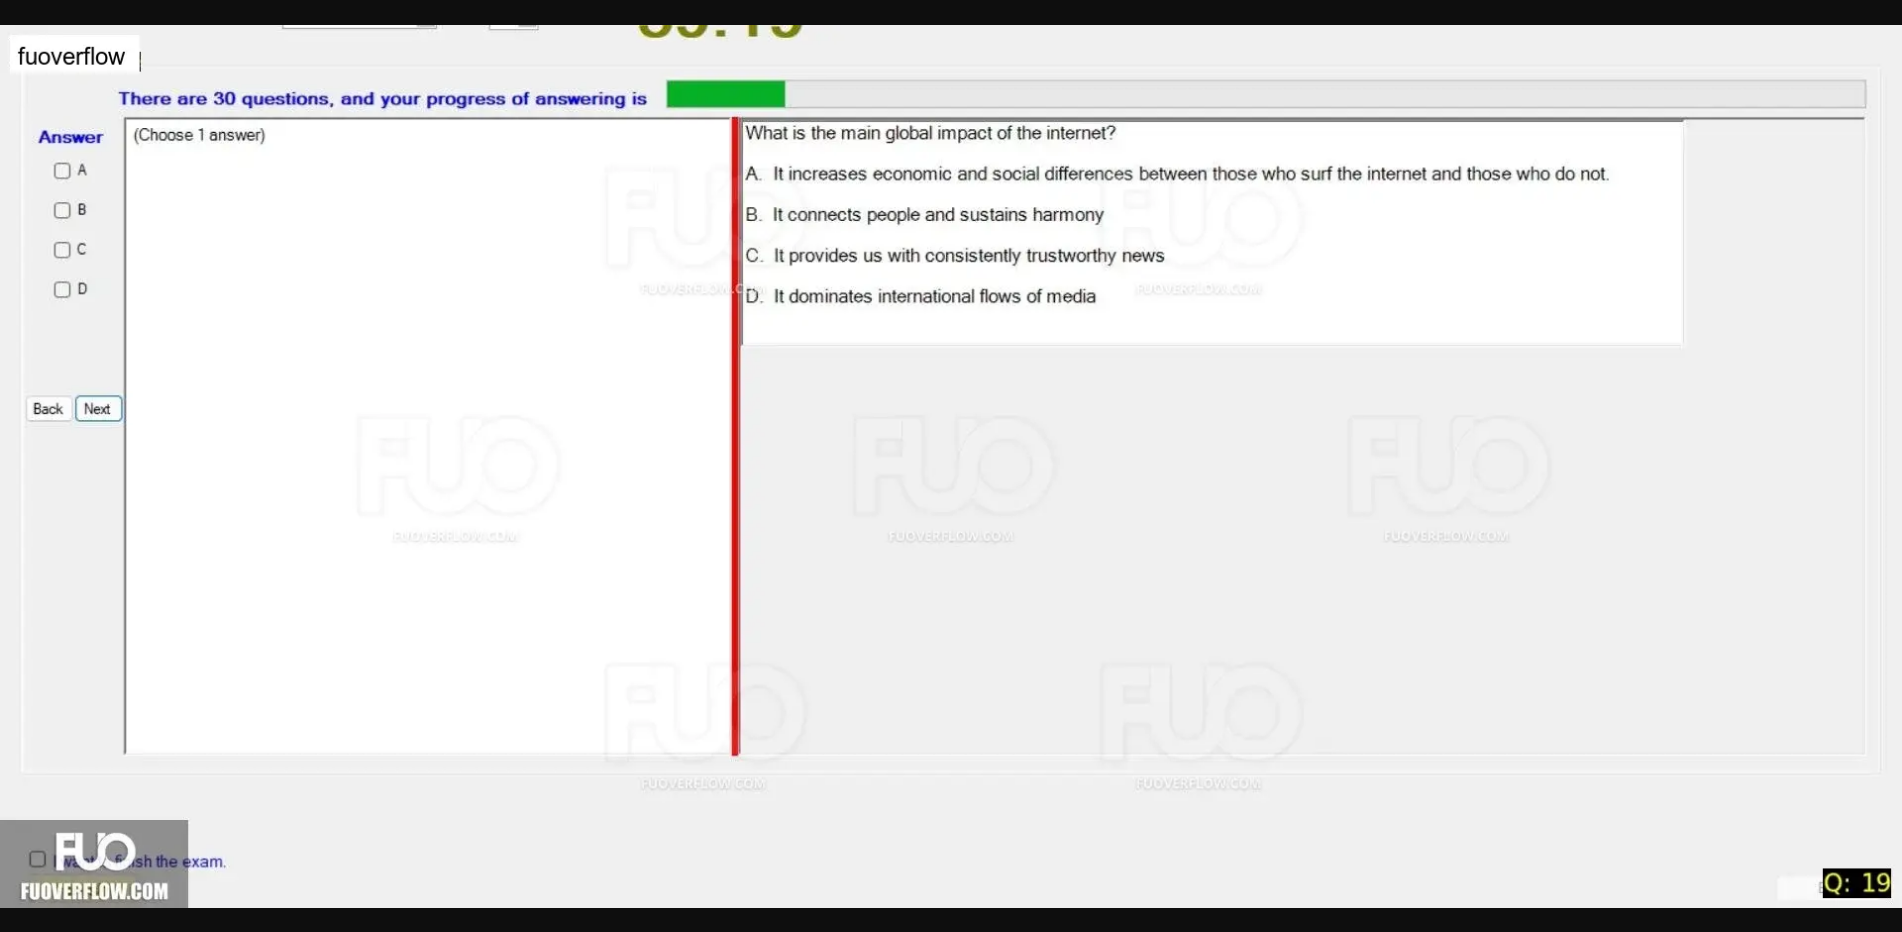 fuoverflow
There are 30 questions, and your progress of answering is
Answer
(Choose 1 answer)
A
B
C
D
Back Next
What is the main global impact of the internet?
A. It increases economic and social differences between those who surf the internet and those who do not.
B. It connects people and sustains harmony
C. It provides us with consistently trustworthy news
D. It dominates international flows of media
FUO
FUOVERFLOW.COM
FUO
FUOVERFLOW.COM
FUO
FUOVERFLOW.COM
FUO
FUOVERFLOW.COM
FUO
FUOVERFLOW.COM
FUO
FUOVERFLOW.COM
FUO
FUOVERFLOW.COM
the exam.
FUO
FUOVERFLOW.COM
Q: 19